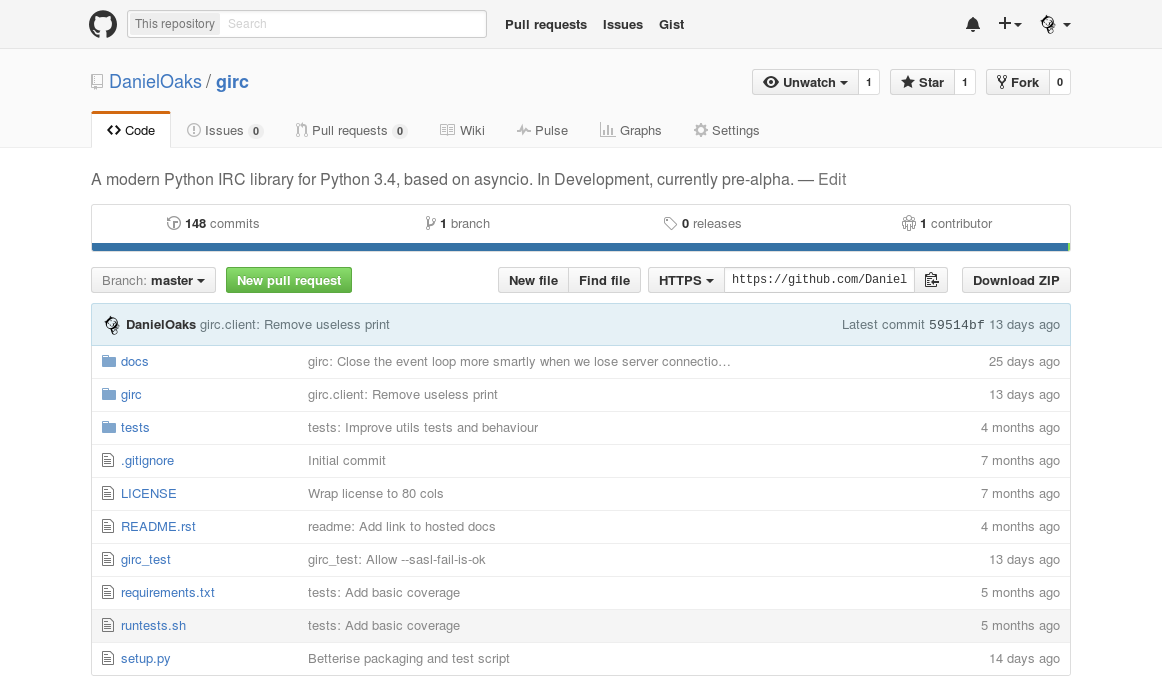 This repository Search Pull requests Issues Gist
DanielOaks / girc Unwatch 1 Star 1 Fork 0
Code Issues 0 Pull requests 0 Wiki Pulse Graphs Settings
A modern Python IRC library for Python 3.4, based on asyncio. In Development, currently pre-alpha. — Edit
148 commits 1 branch 0 releases 1 contributor
Branch: master New pull request New file Find file HTTPS https://github.com/Daniel Download ZIP
DanielOaks girc.client: Remove useless print Latest commit 59514bf 13 days ago
docs girc: Close the event loop more smartly when we lose server connectio… 25 days ago
girc girc.client: Remove useless print 13 days ago
tests tests: Improve utils tests and behaviour 4 months ago
.gitignore Initial commit 7 months ago
LICENSE Wrap license to 80 cols 7 months ago
README.rst readme: Add link to hosted docs 4 months ago
girc_test girc_test: Allow --sasl-fail-is-ok 13 days ago
requirements.txt tests: Add basic coverage 5 months ago
runtests.sh tests: Add basic coverage 5 months ago
setup.py Betterise packaging and test script 14 days ago